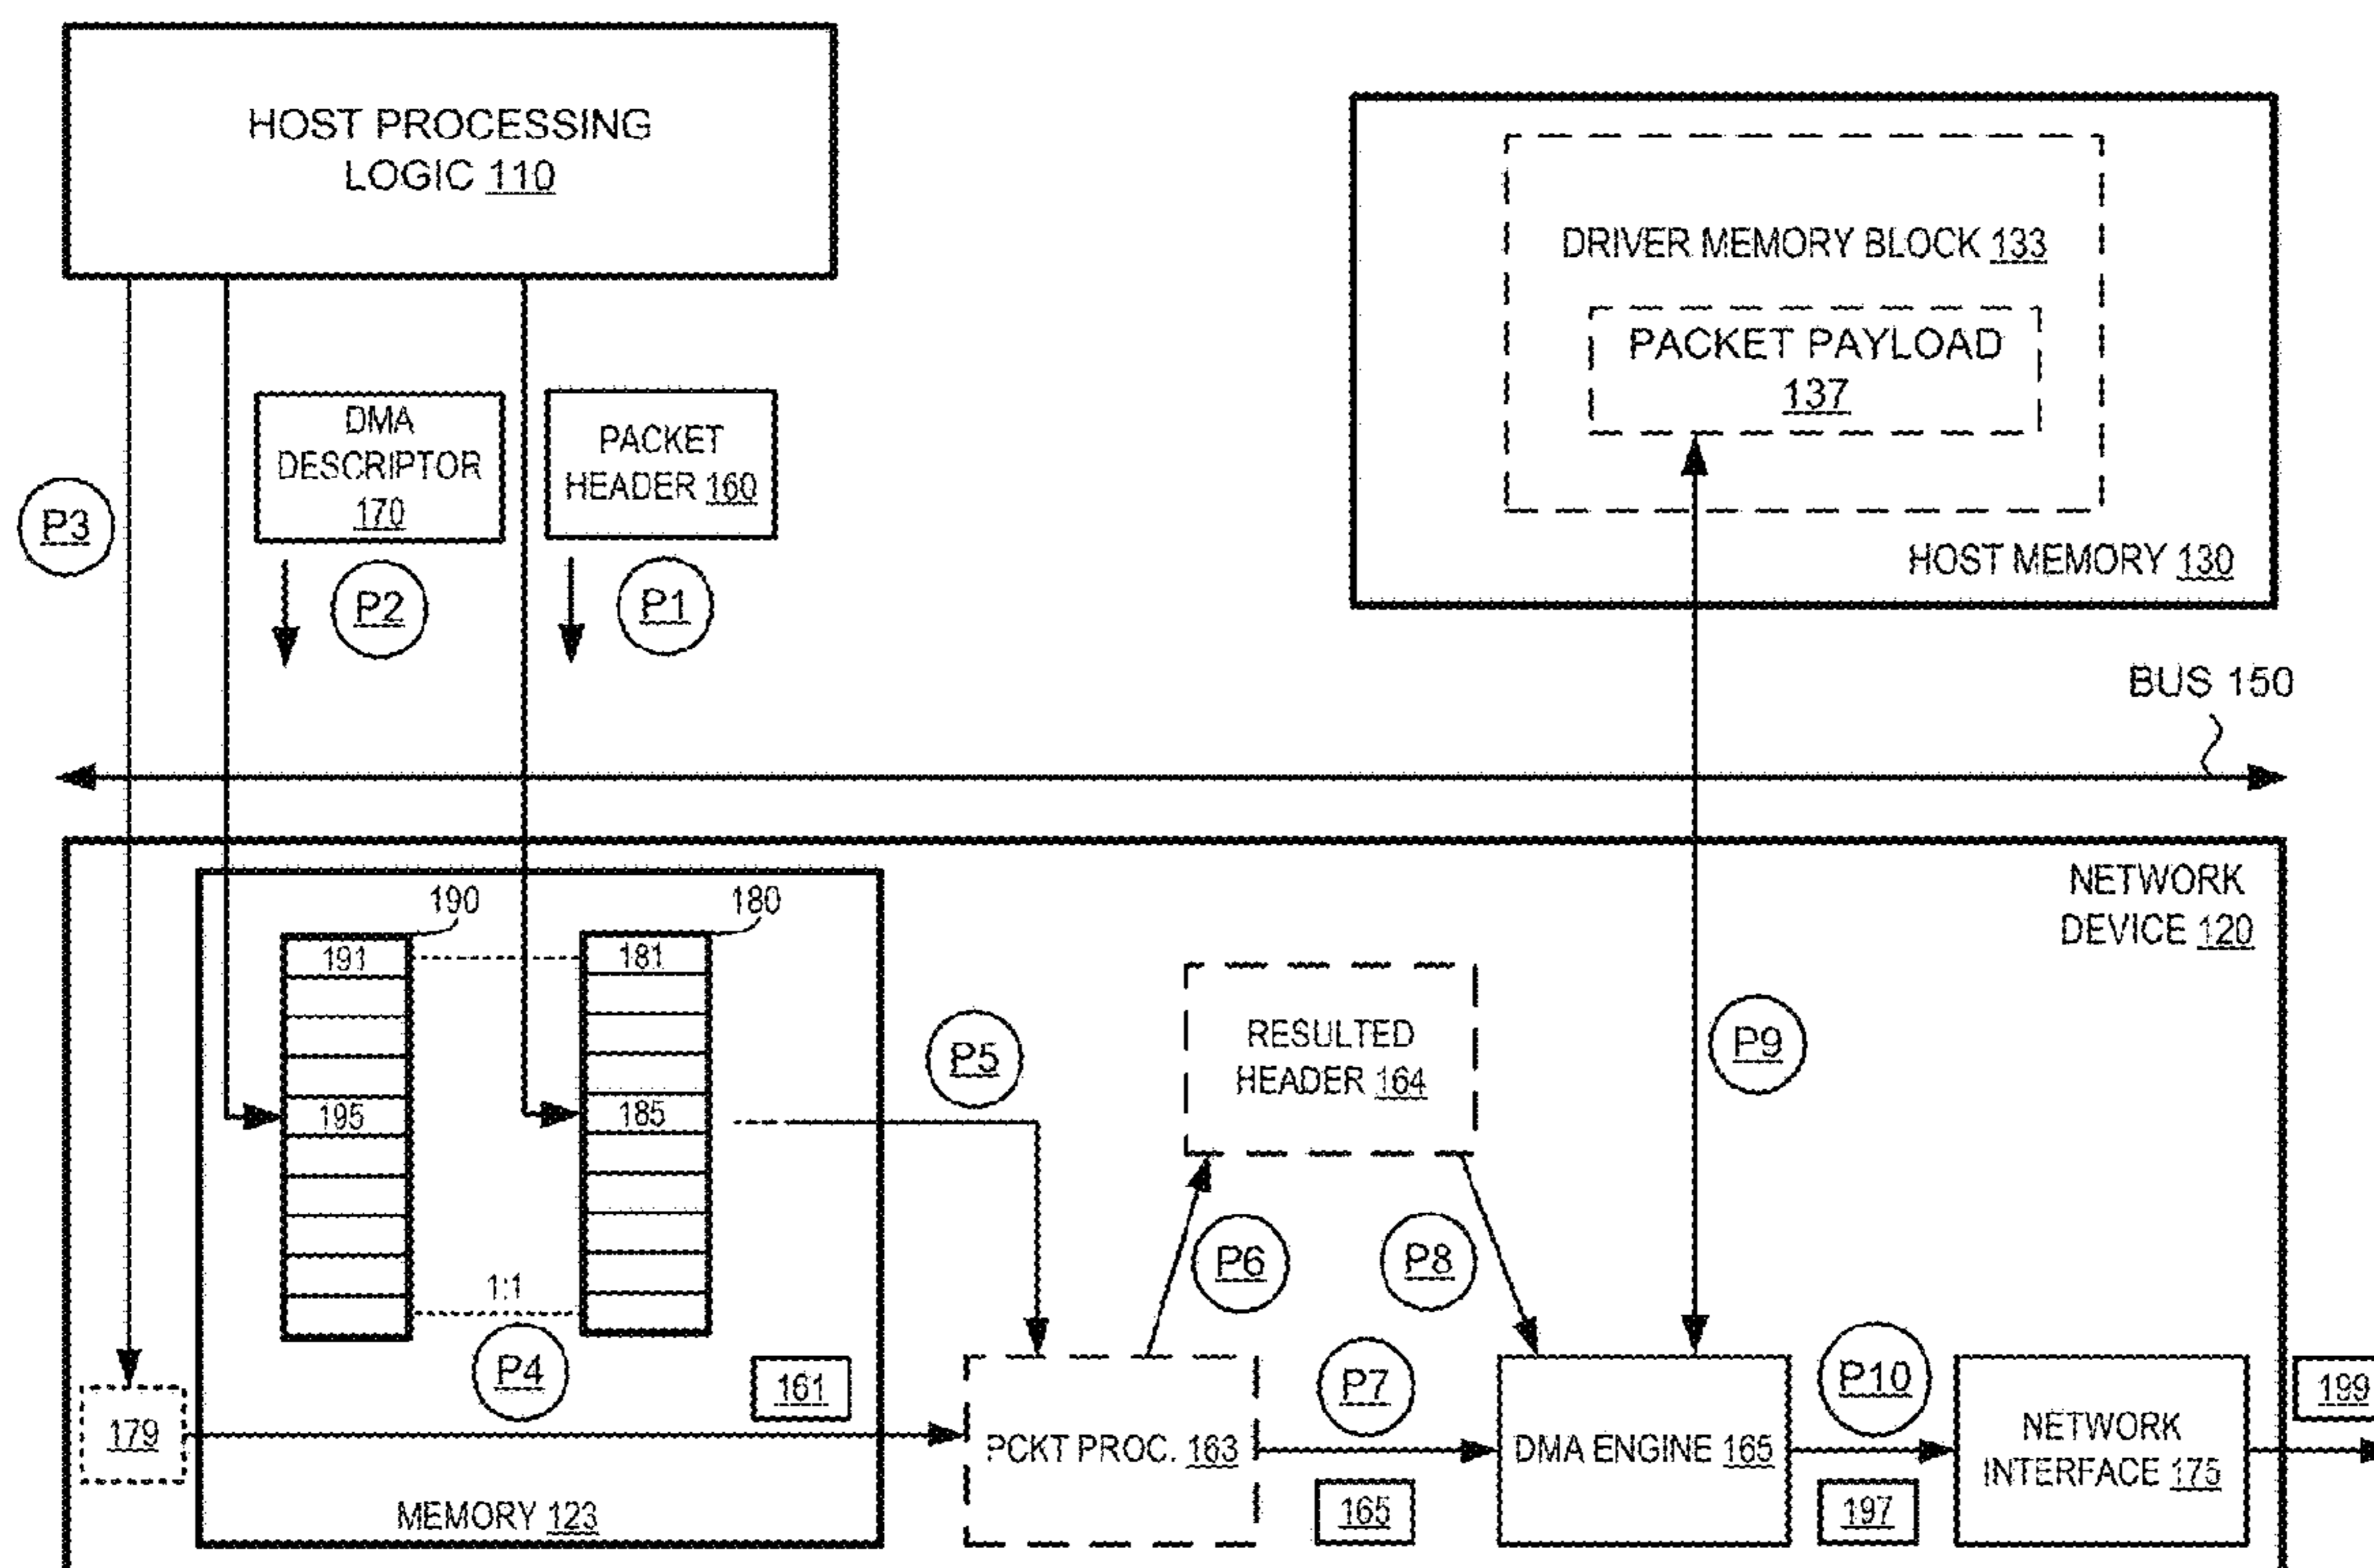 HOST PROCESSING
LOGIC 110
DRIVER MEMORY BLOCK 133
PACKET PAYLOAD
137
HOST MEMORY 130
DMA
DESCRIPTOR
170
PACKET
HEADER 160
P3
P2
P1
BUS 150
NETWORK
DEVICE 120
190
180
191
181
195
185
1:1
P4
161
179
MEMORY 123
P5
RESULTED
HEADER 164
P9
P6
P8
P7
P10
PCKT PROC. 163
165
DMA ENGINE 165
197
NETWORK
INTERFACE 175
199